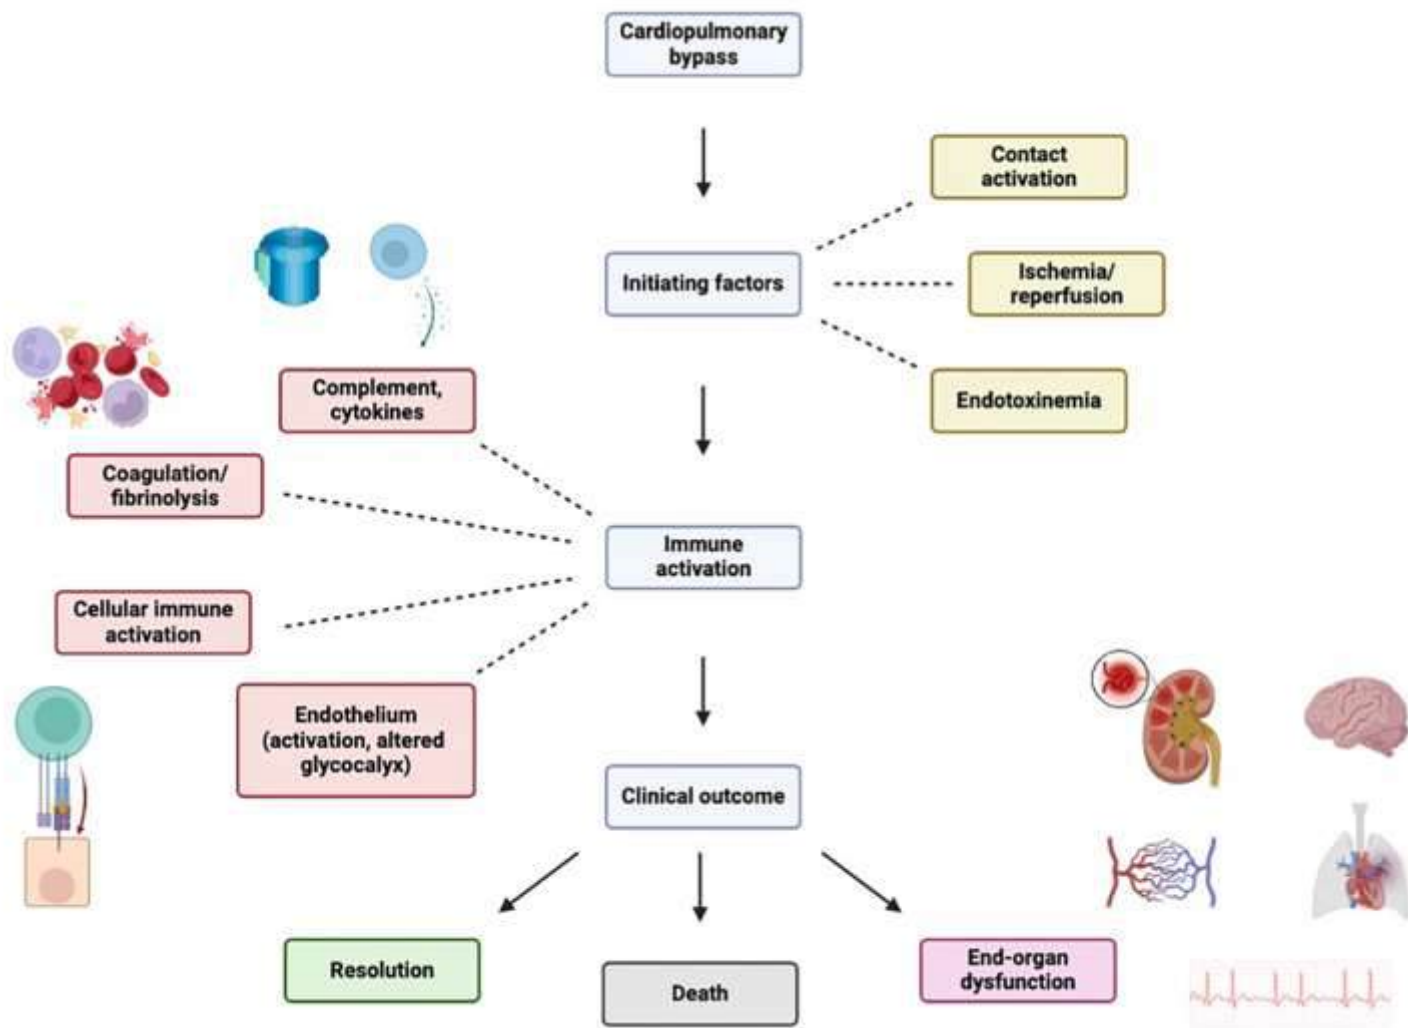 Cardiopulmonary
bypass
Contact
activation
Initiating factors
Ischemia/
reperfusion
Endotoxinemia
Complement,
cytokines
Coagulation/
fibrinolysis
Immune
activation
Cellular immune
activation
Endothelium
(activation, altered
glycocalyx)
Clinical outcome
Resolution
Death
End-organ
dysfunction